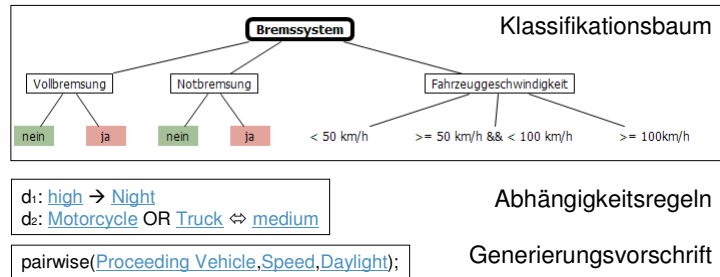 Bremssystem
Klassifikationsbaum
Vollbremsung Notbremsung Fahrzeuggeschwindigkeit
nein ja nein ja < 50 km/h >= 50 km/h && < 100 km/h >= 100km/h
d₁: high → Night
Abhängigkeitsregeln
d₂: Motorcycle OR Truck ⇔ medium
pairwise(Proceeding Vehicle,Speed,Daylight);
Generierungsvorschrift